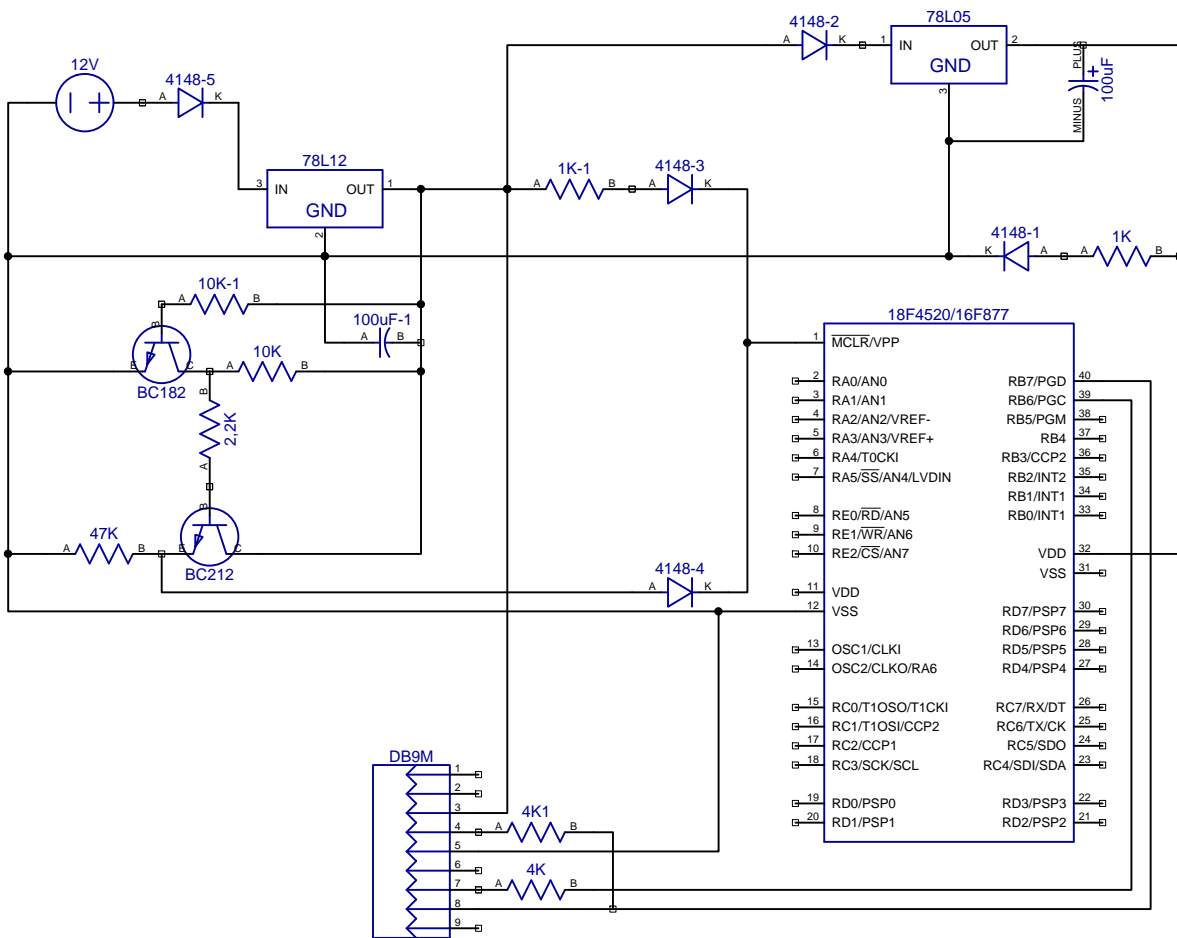 4148-2
78L05
A K 1 IN OUT 2
GND
3
PLUS
+
100uF
MINUS
12V
4148-5
A K
78L12
3 IN OUT 1
GND
2
1K-1
A B
4148-3
A K
4148-1
K A
1K
A B
10K-1
A B
100uF-1
A B
B
E C
BC182
10K
A B
B
2,2K
A
B
E C
BC212
47K
A B
4148-4
A K
18F4520/16F877
1 MCLR/VPP
2 RA0/AN0
3 RA1/AN1
4 RA2/AN2/VREF-
5 RA3/AN3/VREF+
6 RA4/T0CKI
7 RA5/SS/AN4/LVDIN
8 RE0/RD/AN5
9 RE1/WR/AN6
10 RE2/CS/AN7
11 VDD
12 VSS
13 OSC1/CLKI
14 OSC2/CLKO/RA6
15 RC0/T1OSO/T1CKI
16 RC1/T1OSI/CCP2
17 RC2/CCP1
18 RC3/SCK/SCL
19 RD0/PSP0
20 RD1/PSP1
RB7/PGD 40
RB6/PGC 39
RB5/PGM 38
RB4 37
RB3/CCP2 36
RB2/INT2 35
RB1/INT1 34
RB0/INT1 33
VDD 32
VSS 31
RD7/PSP7 30
RD6/PSP6 29
RD5/PSP5 28
RD4/PSP4 27
RC7/RX/DT 26
RC6/TX/CK 25
RC5/SDO 24
RC4/SDI/SDA 23
RD3/PSP3 22
RD2/PSP2 21
DB9M
1
2
3
4
5
6
7
8
9
4K1
A B
4K
A B